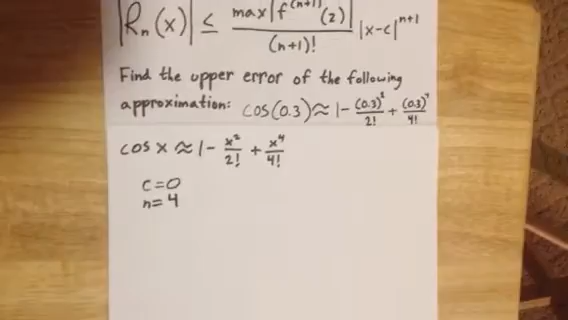 |Rₙ(x)| ≤ max|f⁽ⁿ⁺¹⁾(z)| / (n+1)! |x-c|ⁿ⁺¹
Find the upper error of the following
approximation: cos(0.3) ≈ 1 - (0.3)²/2! + (0.3)⁴/4!
cos x ≈ 1 - x²/2! + x⁴/4!
c=0
n=4